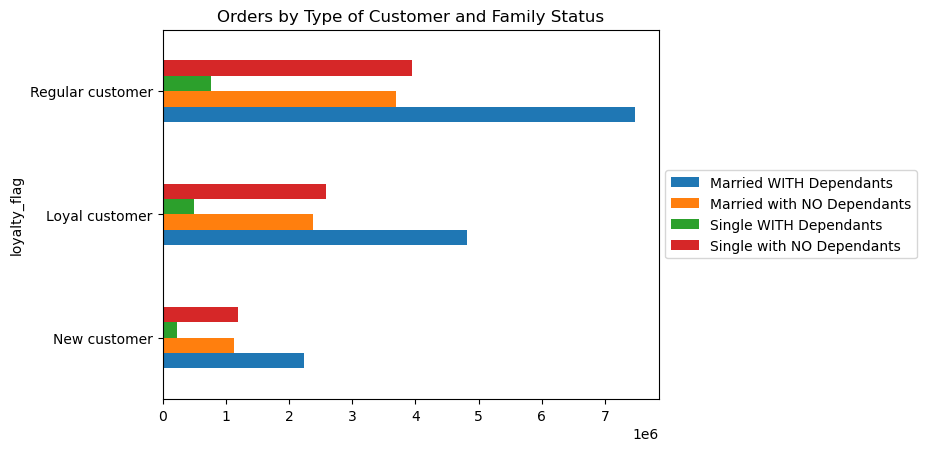 Orders by Type of Customer and Family Status
Regular customer
Loyal customer
New customer
loyalty_flag
0 1 2 3 4 5 6 7
1e6
Married WITH Dependants
Married with NO Dependants
Single WITH Dependants
Single with NO Dependants